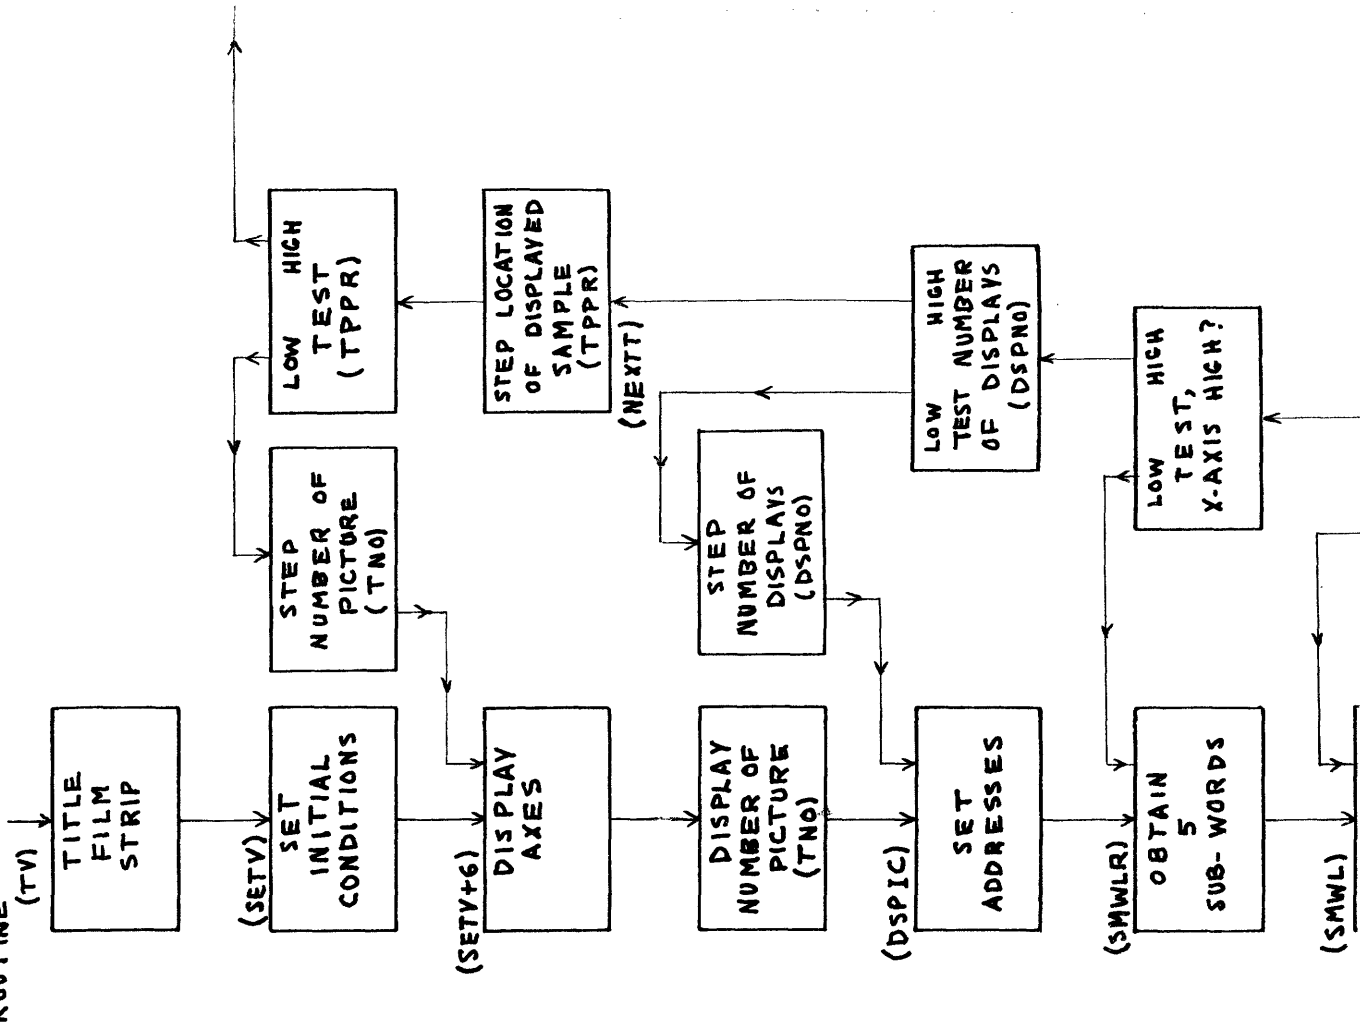 (TV)
TITLE
FILM
STRIP
(SETV)
SET
INITIAL
CONDITIONS
(SETV+6)
DISPLAY
AXES
DISPLAY
NUMBER OF
PICTURE
(TNO)
(DSPIC)
SET
ADDRESSES
(SMWLR)
OBTAIN
5
SUB-WORDS
(SMWL)
STEP
NUMBER OF
PICTURE
(TNO)
STEP
NUMBER OF
DISPLAYS
(DSPNO)
LOW HIGH
TEST
(TPPR)
STEP LOCATION
OF DISPLAYED
SAMPLE
(TPPR)
(NEXTT)
LOW HIGH
TEST NUMBER
OF DISPLAYS
(DSPNO)
LOW HIGH
TEST,
X-AXIS HIGH?